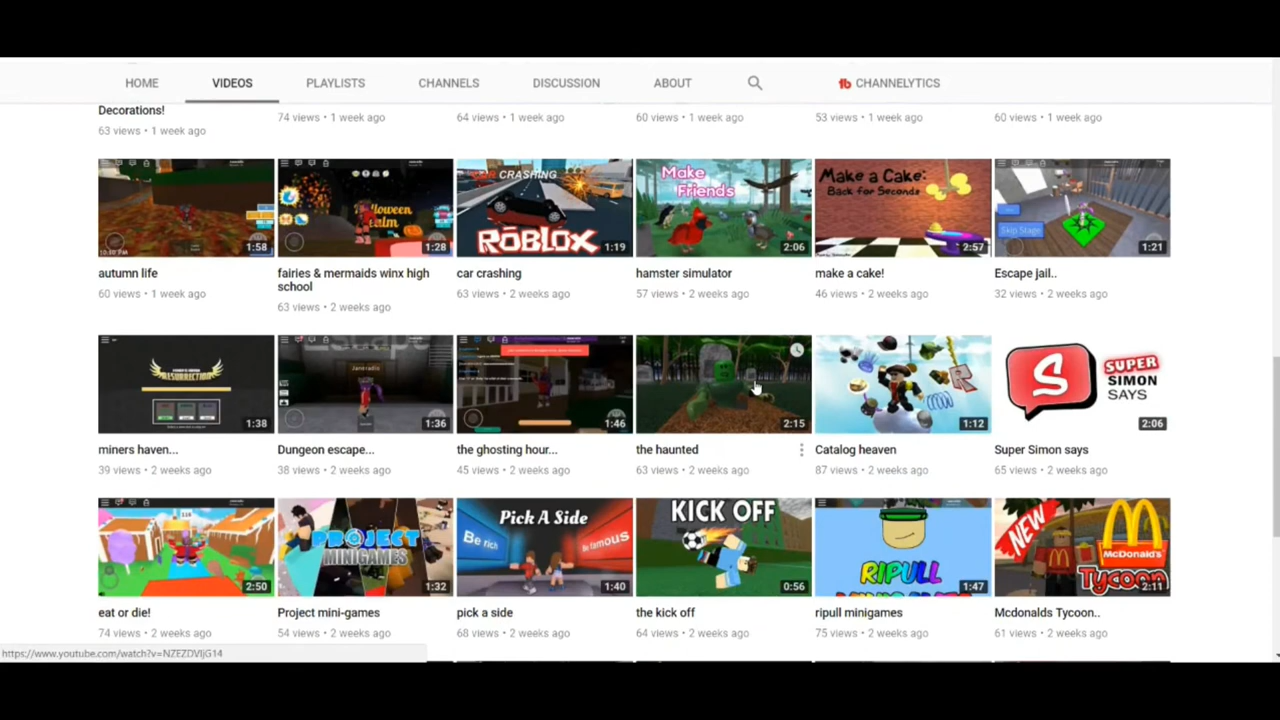 HOME VIDEOS PLAYLISTS CHANNELS DISCUSSION ABOUT CHANNELYTICS
Decorations!
63 views • 1 week ago
74 views • 1 week ago
64 views • 1 week ago
60 views • 1 week ago
53 views • 1 week ago
60 views • 1 week ago
1:58
autumn life
60 views • 1 week ago
1:28
fairies & mermaids winx high
school
63 views • 2 weeks ago
CAR CRASHING
ROBLOX
1:19
car crashing
63 views • 2 weeks ago
Make
Friends
2:06
hamster simulator
57 views • 2 weeks ago
Make a Cake:
Back for Seconds
2:57
make a cake!
46 views • 2 weeks ago
Skip Stage
1:21
Escape jail..
32 views • 2 weeks ago
RESURRECTION
1:38
miners haven...
39 views • 2 weeks ago
Escape
1:36
Dungeon escape...
38 views • 2 weeks ago
1:46
the ghosting hour...
45 views • 2 weeks ago
2:15
the haunted
63 views • 2 weeks ago
1:12
Catalog heaven
87 views • 2 weeks ago
S
SUPER
SIMON
SAYS
2:06
Super Simon says
65 views • 2 weeks ago
2:50
eat or die!
74 views • 2 weeks ago
PROJECT
MINIGAMES
1:32
Project mini-games
54 views • 2 weeks ago
Pick A Side
Be rich
Be famous
1:40
pick a side
68 views • 2 weeks ago
KICK OFF
0:56
the kick off
64 views • 2 weeks ago
RIPULL
1:47
ripull minigames
75 views • 2 weeks ago
NEW
McDonald's
Tycoon
2:11
Mcdonalds Tycoon..
61 views • 2 weeks ago
https://www.youtube.com/watch?v=NZEZDVIjG14